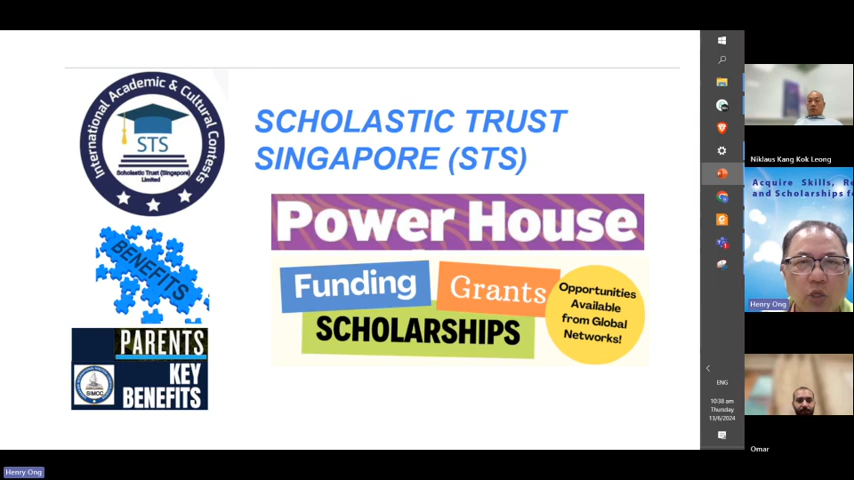 International Academic & Cultural Contests
STS
Scholastic Trust (Singapore)
Limited
SCHOLASTIC TRUST
SINGAPORE (STS)
Power House
Funding
Grants
SCHOLARSHIPS
Opportunities
Available
from Global
Networks!
BENEFITS
PARENTS
KEY
BENEFITS
SIMCC
ENG
10:38 am
Thursday
13/6/2024
Niklaus Kang Kok Leong
Acquire Skills,
and Scholarships
Henry Ong
Omar
Henry Ong